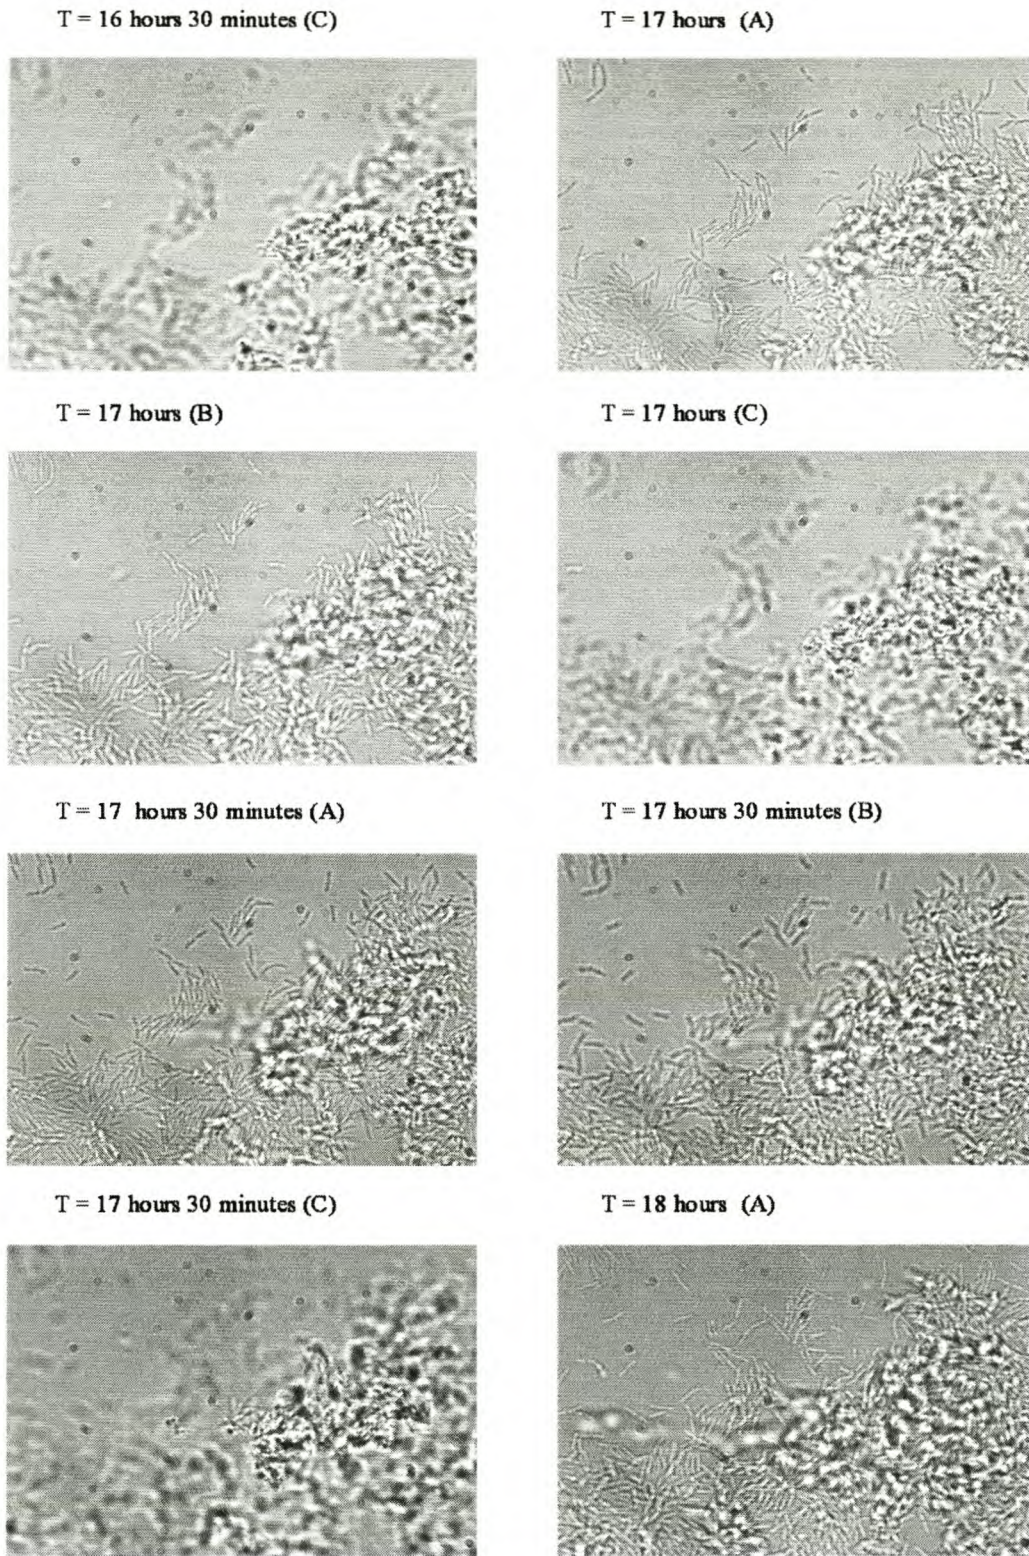 T = 16 hours 30 minutes (C)
T = 17 hours (A)
T = 17 hours (B)
T = 17 hours (C)
T = 17 hours 30 minutes (A)
T = 17 hours 30 minutes (B)
T = 17 hours 30 minutes (C)
T = 18 hours (A)